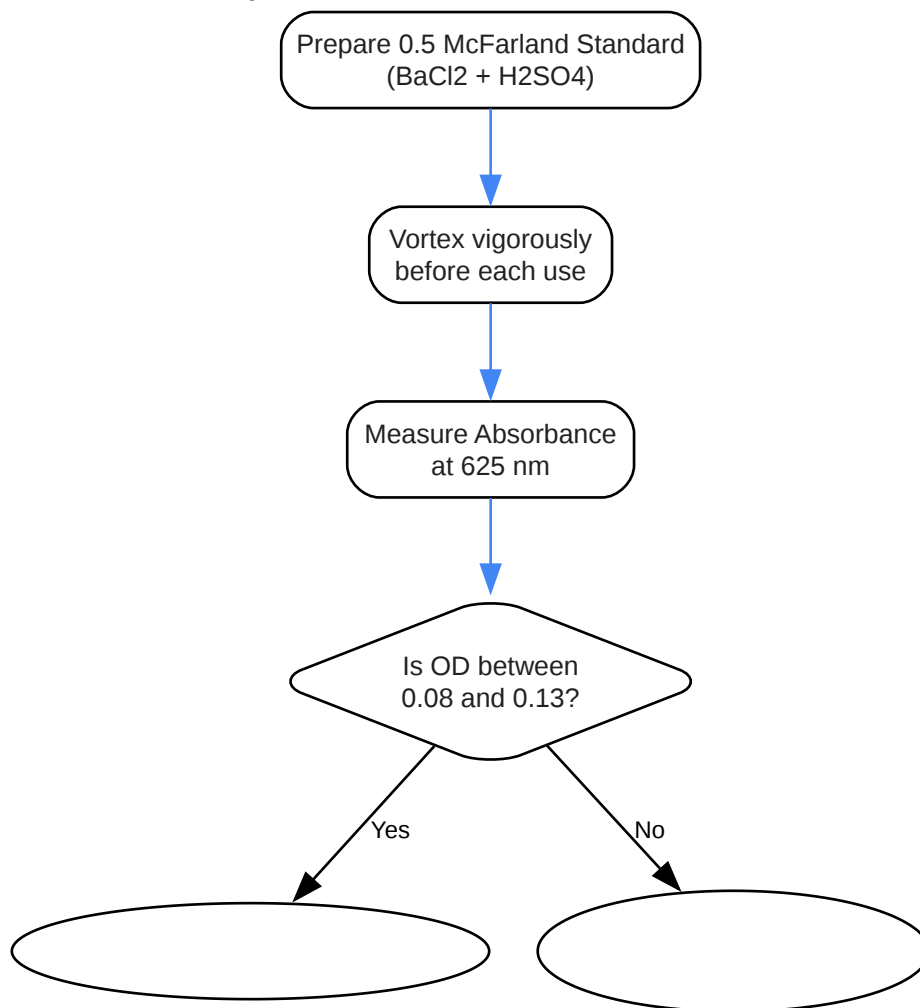 Prepare 0.5 McFarland Standard
(BaCl2 + H2SO4)
Vortex vigorously
before each use
Measure Absorbance
at 625 nm
Is OD between
0.08 and 0.13?
Yes
No